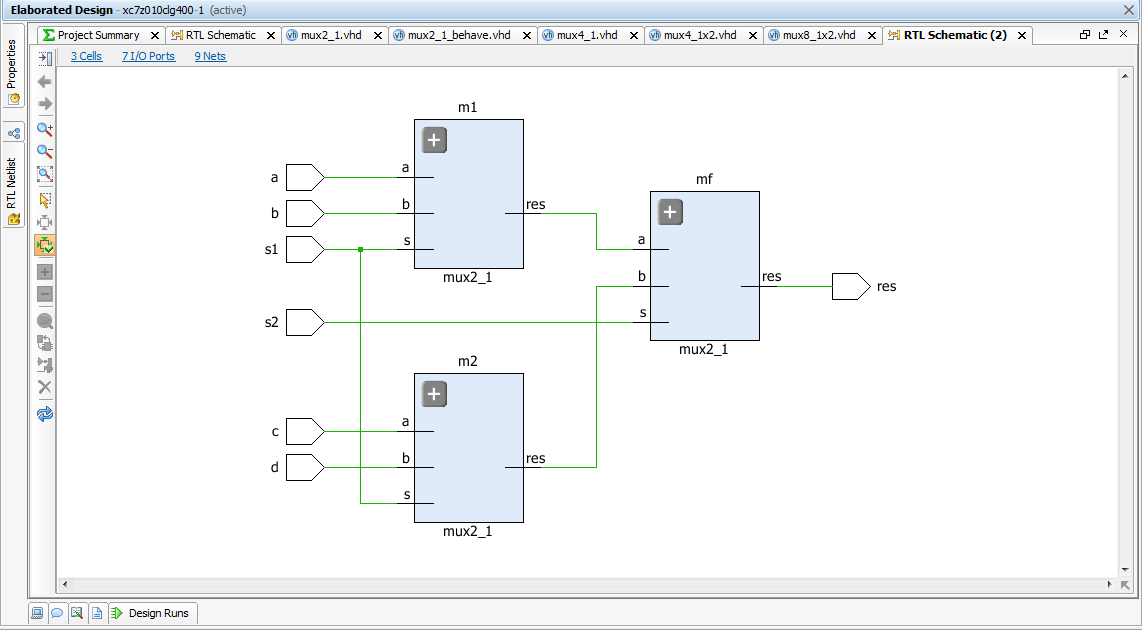 Elaborated Design - xc7z010clg400-1 (active)
Project Summary
RTL Schematic
mux2_1.vhd
mux2_1_behave.vhd
mux4_1.vhd
mux4_1x2.vhd
mux8_1x2.vhd
RTL Schematic (2)
Properties
RTL Netlist
3 Cells
7 I/O Ports
9 Nets
m1
a
a
b
b
s1
s
res
mux2_1
mf
a
b
s
res
res
mux2_1
s2
m2
c
a
d
b
s
res
mux2_1
Design Runs